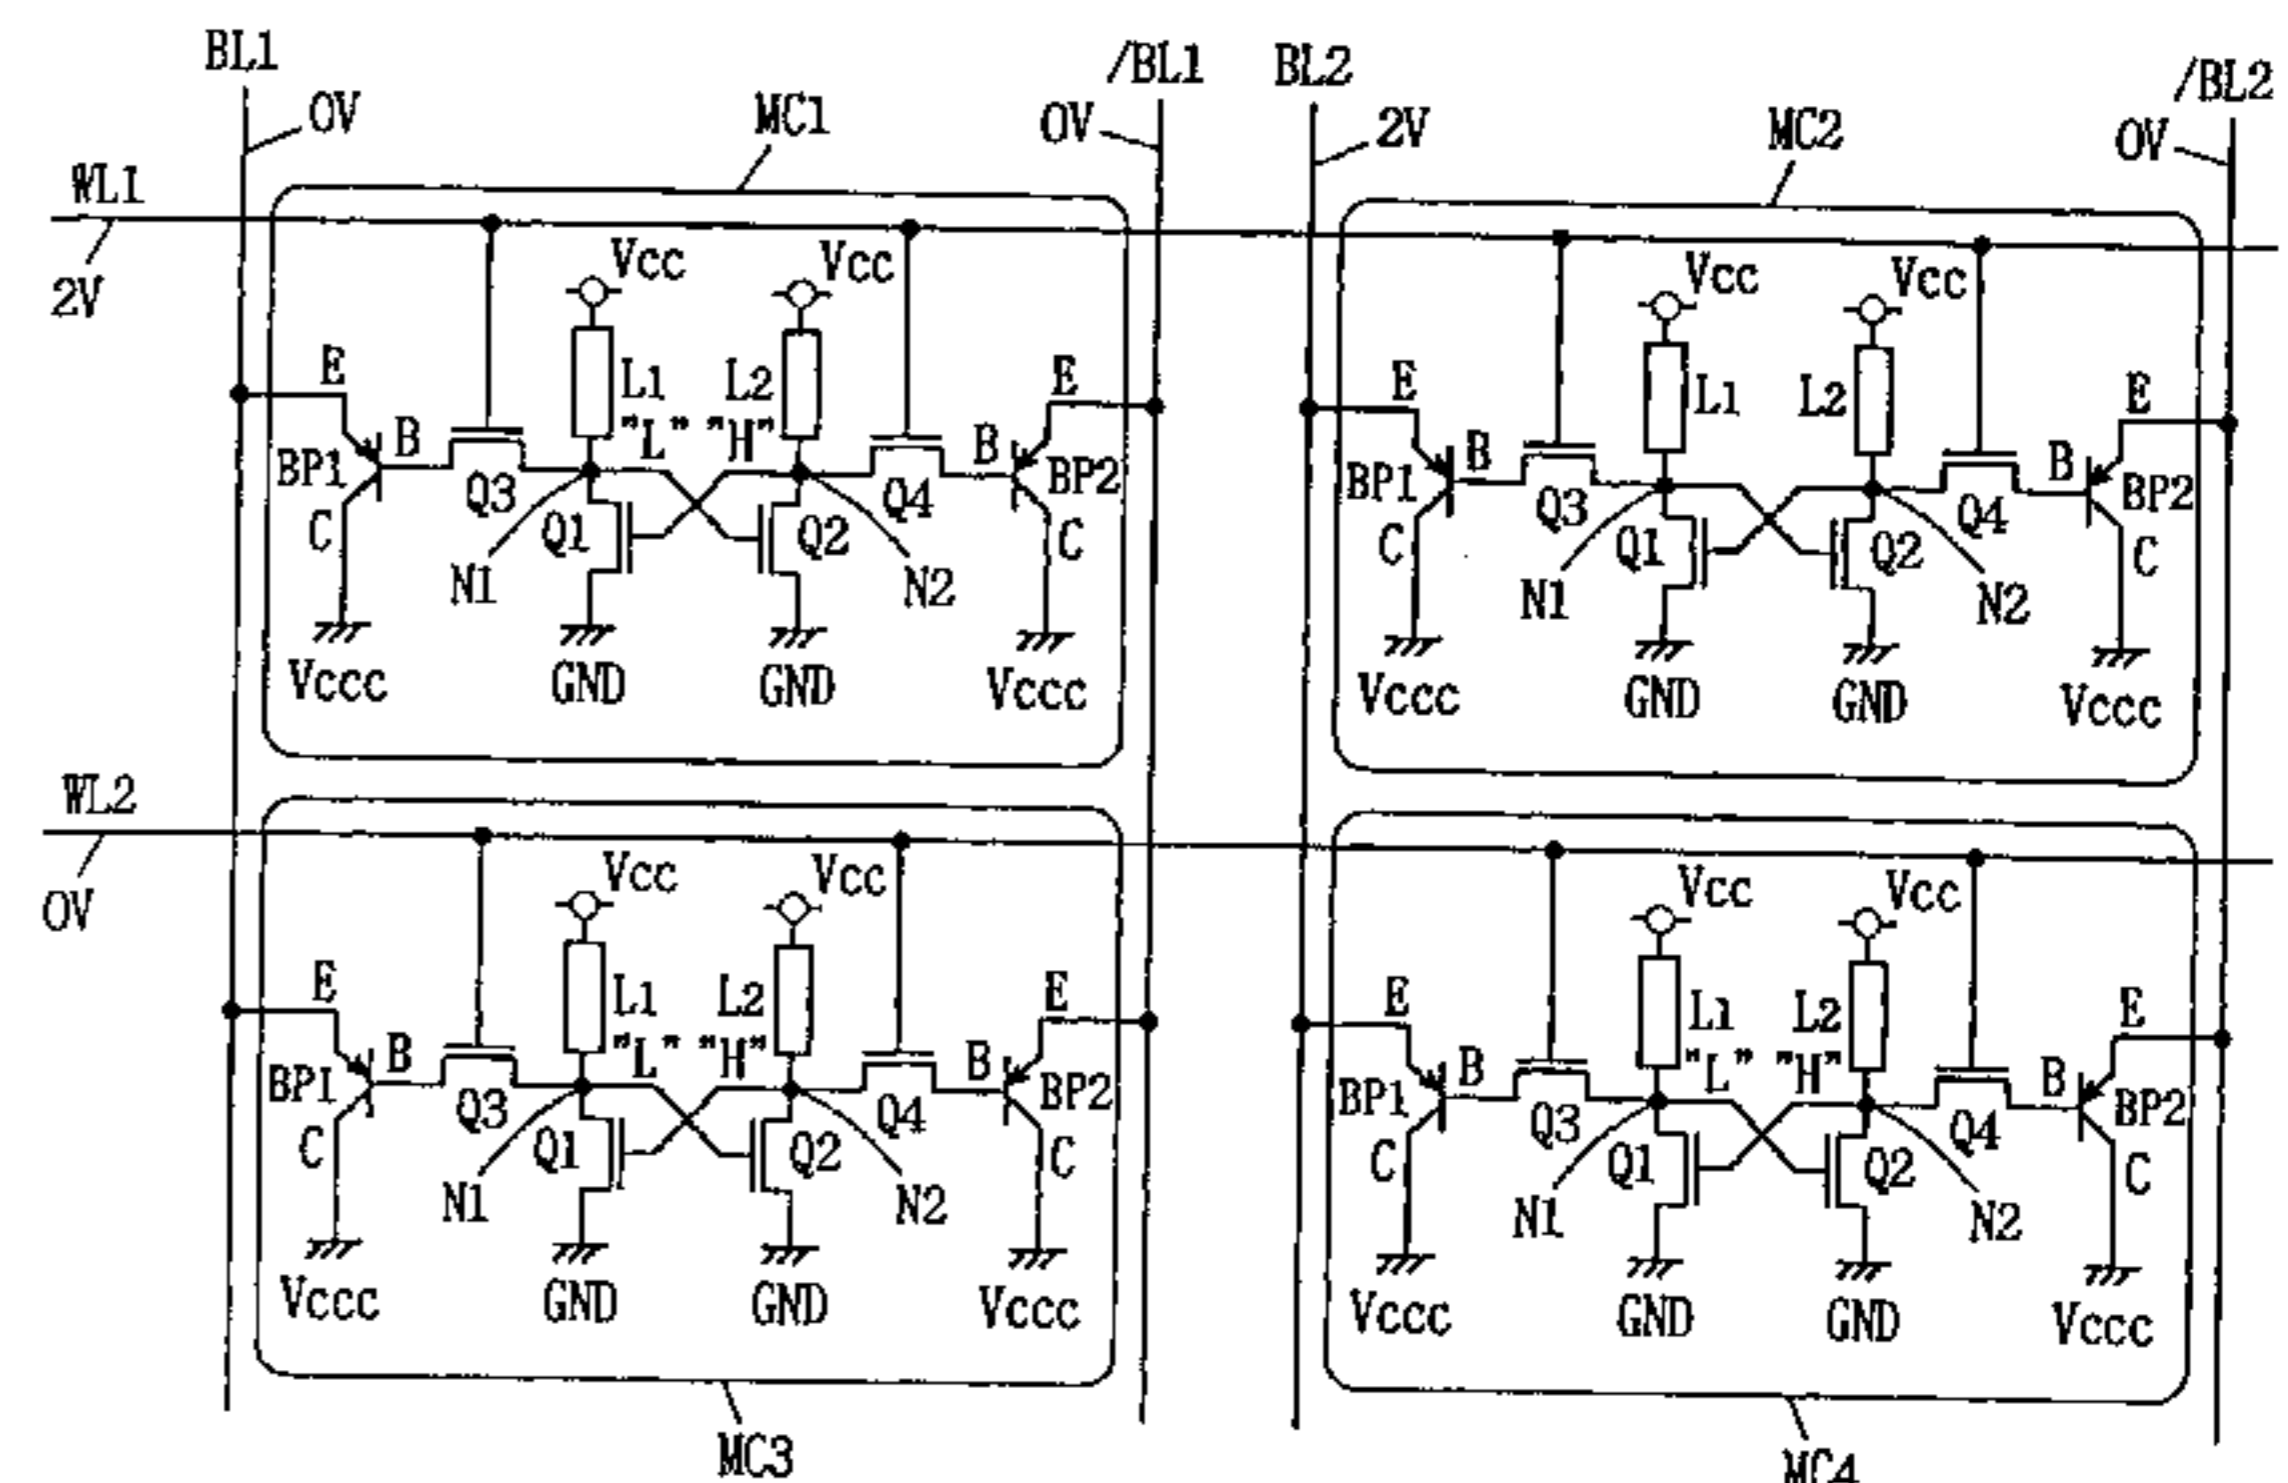 BL1
/BL1
BL2
/BL2
0V
MC1
0V
2V
MC2
0V
WL1
2V
Vcc
Vcc
Vcc
Vcc
E
L1
L2
E
E
L1
L2
E
"L"
"H"
BP1
B
Q3
Q4
B
BP2
BP1
B
Q3
Q4
B
BP2
C
N1
Q1
Q2
N2
C
C
N1
Q1
Q2
N2
C
Vccc
GND
GND
Vccc
Vccc
GND
GND
Vccc
WL2
0V
Vcc
Vcc
Vcc
Vcc
E
L1
L2
E
E
L1
L2
E
"L"
"H"
"L"
"H"
BP1
B
Q3
Q4
B
BP2
BP1
B
Q3
Q4
B
BP2
C
N1
Q1
Q2
N2
C
C
N1
Q1
Q2
N2
C
Vccc
GND
GND
Vccc
Vccc
GND
GND
Vccc
MC3
MC4